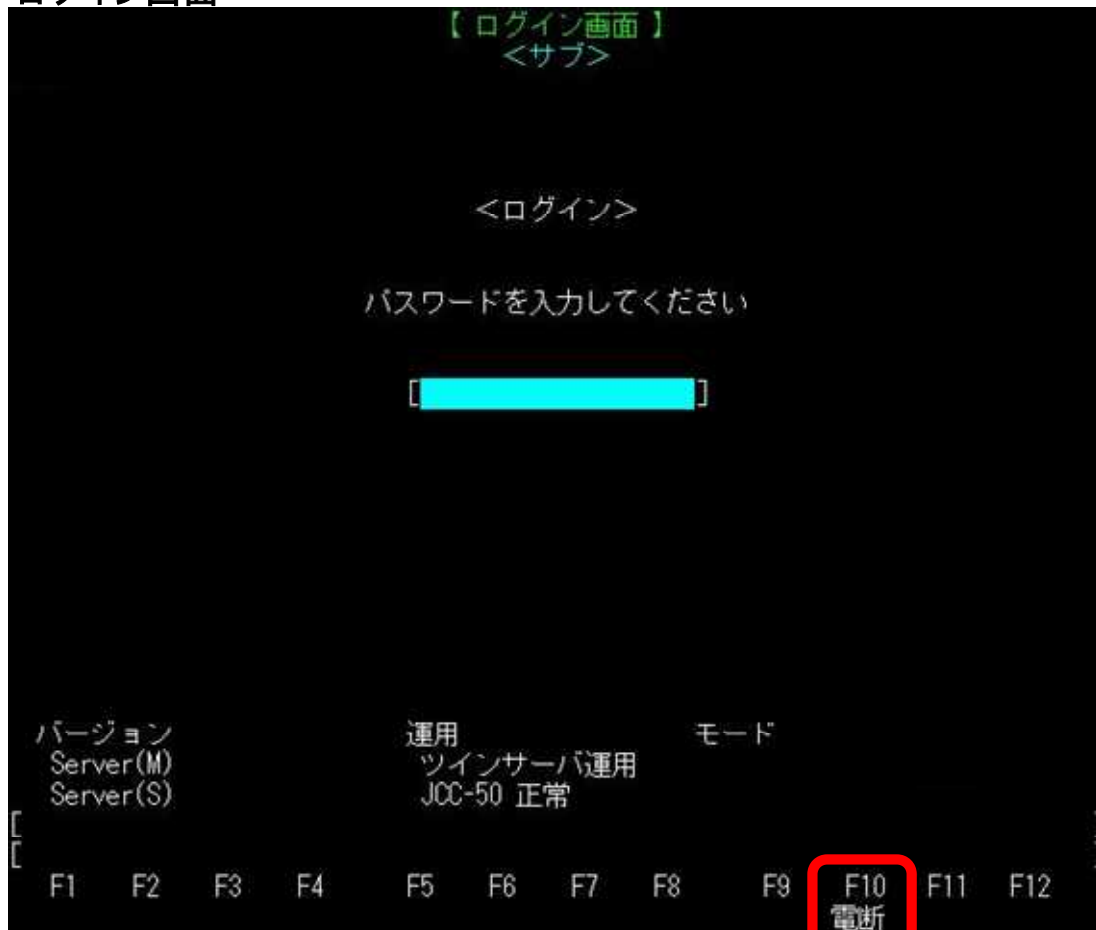 ログイン画面
【 ログイン画面 】
<サブ>
<ログイン>
パスワードを入力してください
[ ]
バージョン 運用 モード
Server(M) ツインサーバ運用
Server(S) JCC-50 正常
[
[
F1 F2 F3 F4 F5 F6 F7 F8 F9 F10 F11 F12
電断